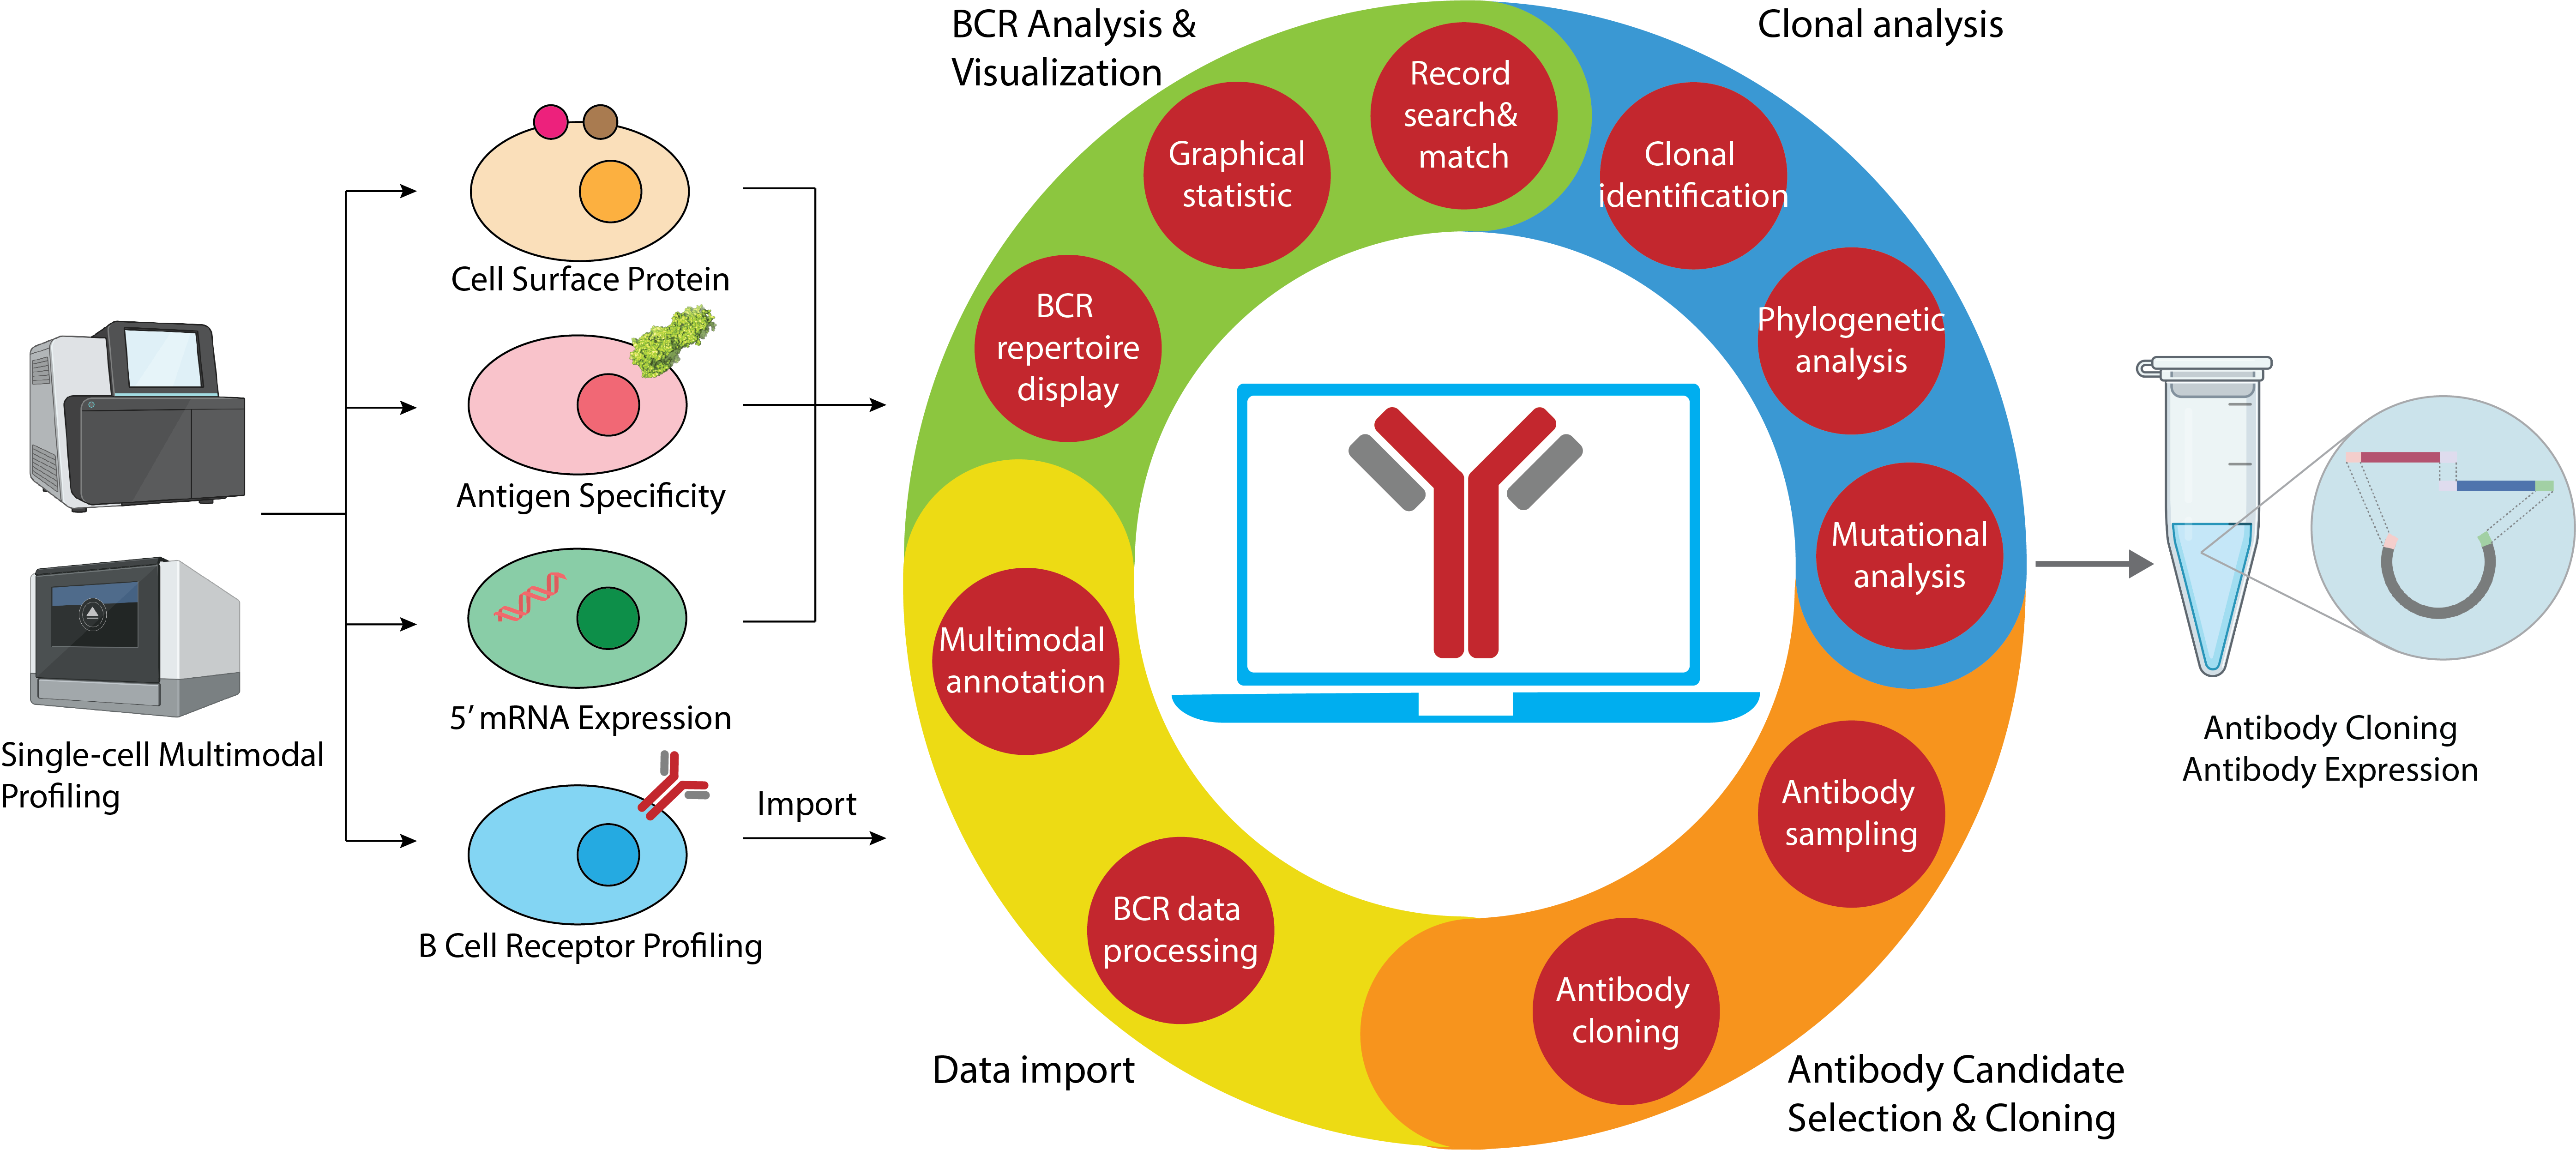 Single-cell Multimodal
Profiling
Cell Surface Protein
Antigen Specificity
5’ mRNA Expression
B Cell Receptor Profiling
Import
BCR Analysis &
Visualization
Record
search&
match
Graphical
statistic
BCR
repertoire
display
Clonal analysis
Clonal
identification
Phylogenetic
analysis
Mutational
analysis
Multimodal
annotation
BCR data
processing
Data import
Antibody
sampling
Antibody
cloning
Antibody Candidate
Selection & Cloning
Antibody Cloning
Antibody Expression